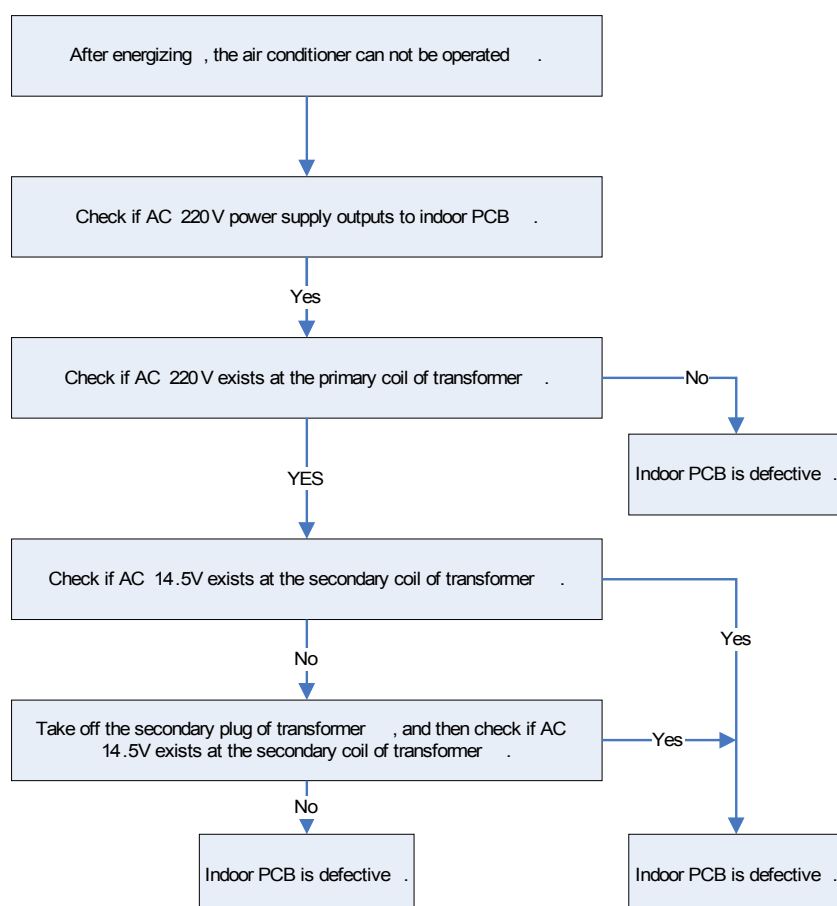 After energizing , the air conditioner can not be operated .
Check if AC 220V power supply outputs to indoor PCB .
Yes
Check if AC 220V exists at the primary coil of transformer .
No
Indoor PCB is defective .
YES
Check if AC 14.5V exists at the secondary coil of transformer .
Yes
No
Take off the secondary plug of transformer , and then check if AC
14.5V exists at the secondary coil of transformer .
Yes
No
Indoor PCB is defective .
Indoor PCB is defective .